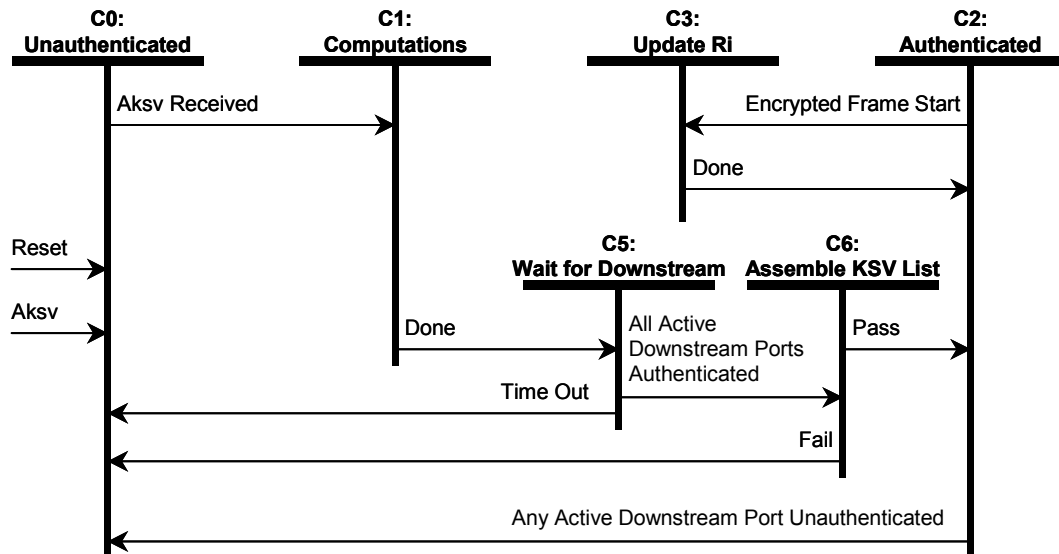 C0:
Unauthenticated
C1:
Computations
C3:
Update Ri
C2:
Authenticated
Aksv Received
Encrypted Frame Start
Done
Reset
Aksv
C5:
Wait for Downstream
C6:
Assemble KSV List
Done
All Active
Downstream Ports
Authenticated
Pass
Time Out
Fail
Any Active Downstream Port Unauthenticated